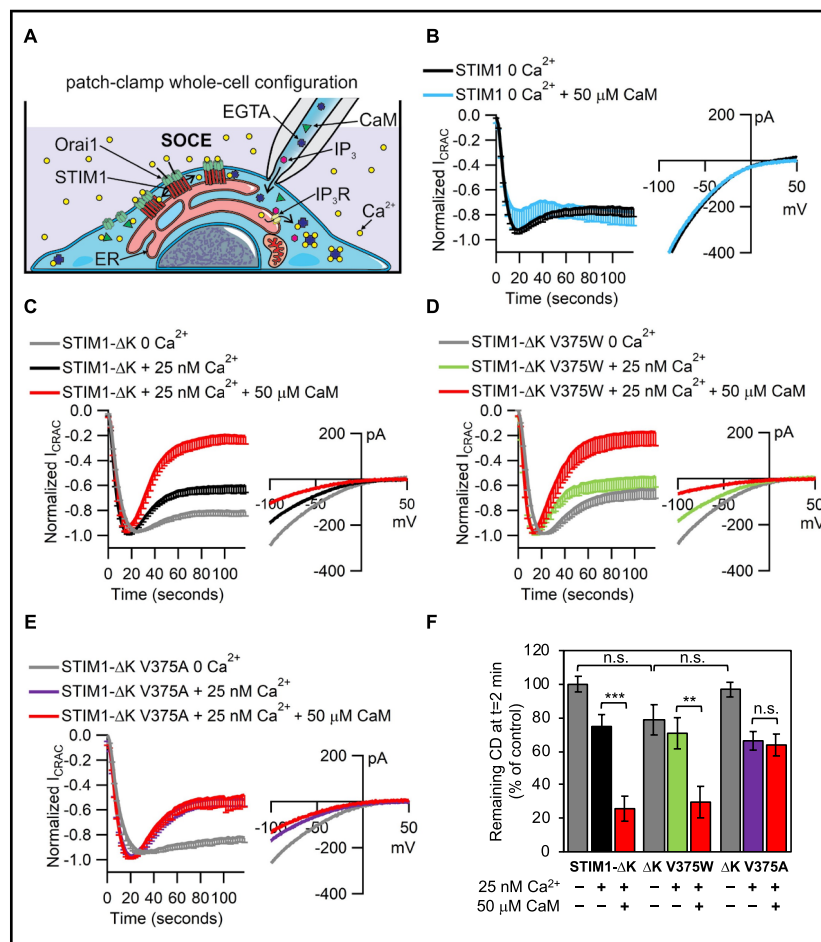 A
patch-clamp whole-cell configuration
EGTA
CaM
SOCE
Orai1
IP3
STIM1
IP3R
Ca2+
ER
B
STIM1 0 Ca2+
STIM1 0 Ca2+ + 50 μM CaM
0.0
-0.2
-0.4
-0.6
-0.8
-1.0
Normalized ICRAC
0 20 40 60 80 100
Time (seconds)
200
pA
-100
-50
50
mV
-200
-400
C
STIM1-ΔK 0 Ca2+
STIM1-ΔK + 25 nM Ca2+
STIM1-ΔK + 25 nM Ca2+ + 50 μM CaM
0.0
-0.2
-0.4
-0.6
-0.8
-1.0
Normalized ICRAC
0 20 40 60 80 100
Time (seconds)
200
pA
-100
-50
50
mV
-200
-400
D
STIM1-ΔK V375W 0 Ca2+
STIM1-ΔK V375W + 25 nM Ca2+
STIM1-ΔK V375W + 25 nM Ca2+ + 50 μM CaM
0.0
-0.2
-0.4
-0.6
-0.8
-1.0
Normalized ICRAC
0 20 40 60 80 100
Time (seconds)
200
pA
-100
-50
50
mV
-200
-400
E
STIM1-ΔK V375A 0 Ca2+
STIM1-ΔK V375A + 25 nM Ca2+
STIM1-ΔK V375A + 25 nM Ca2+ + 50 μM CaM
0.0
-0.2
-0.4
-0.6
-0.8
-1.0
Normalized ICRAC
0 20 40 60 80 100
Time (seconds)
200
pA
-100
-50
50
mV
-200
-400
F
120
100
80
60
40
20
0
Remaining CD at t=2 min
(% of control)
n.s. n.s.
*** ** n.s.
STIM1-ΔK ΔK V375W ΔK V375A
25 nM Ca2+ – + + – + + – + +
50 μM CaM – – + – – + – – +